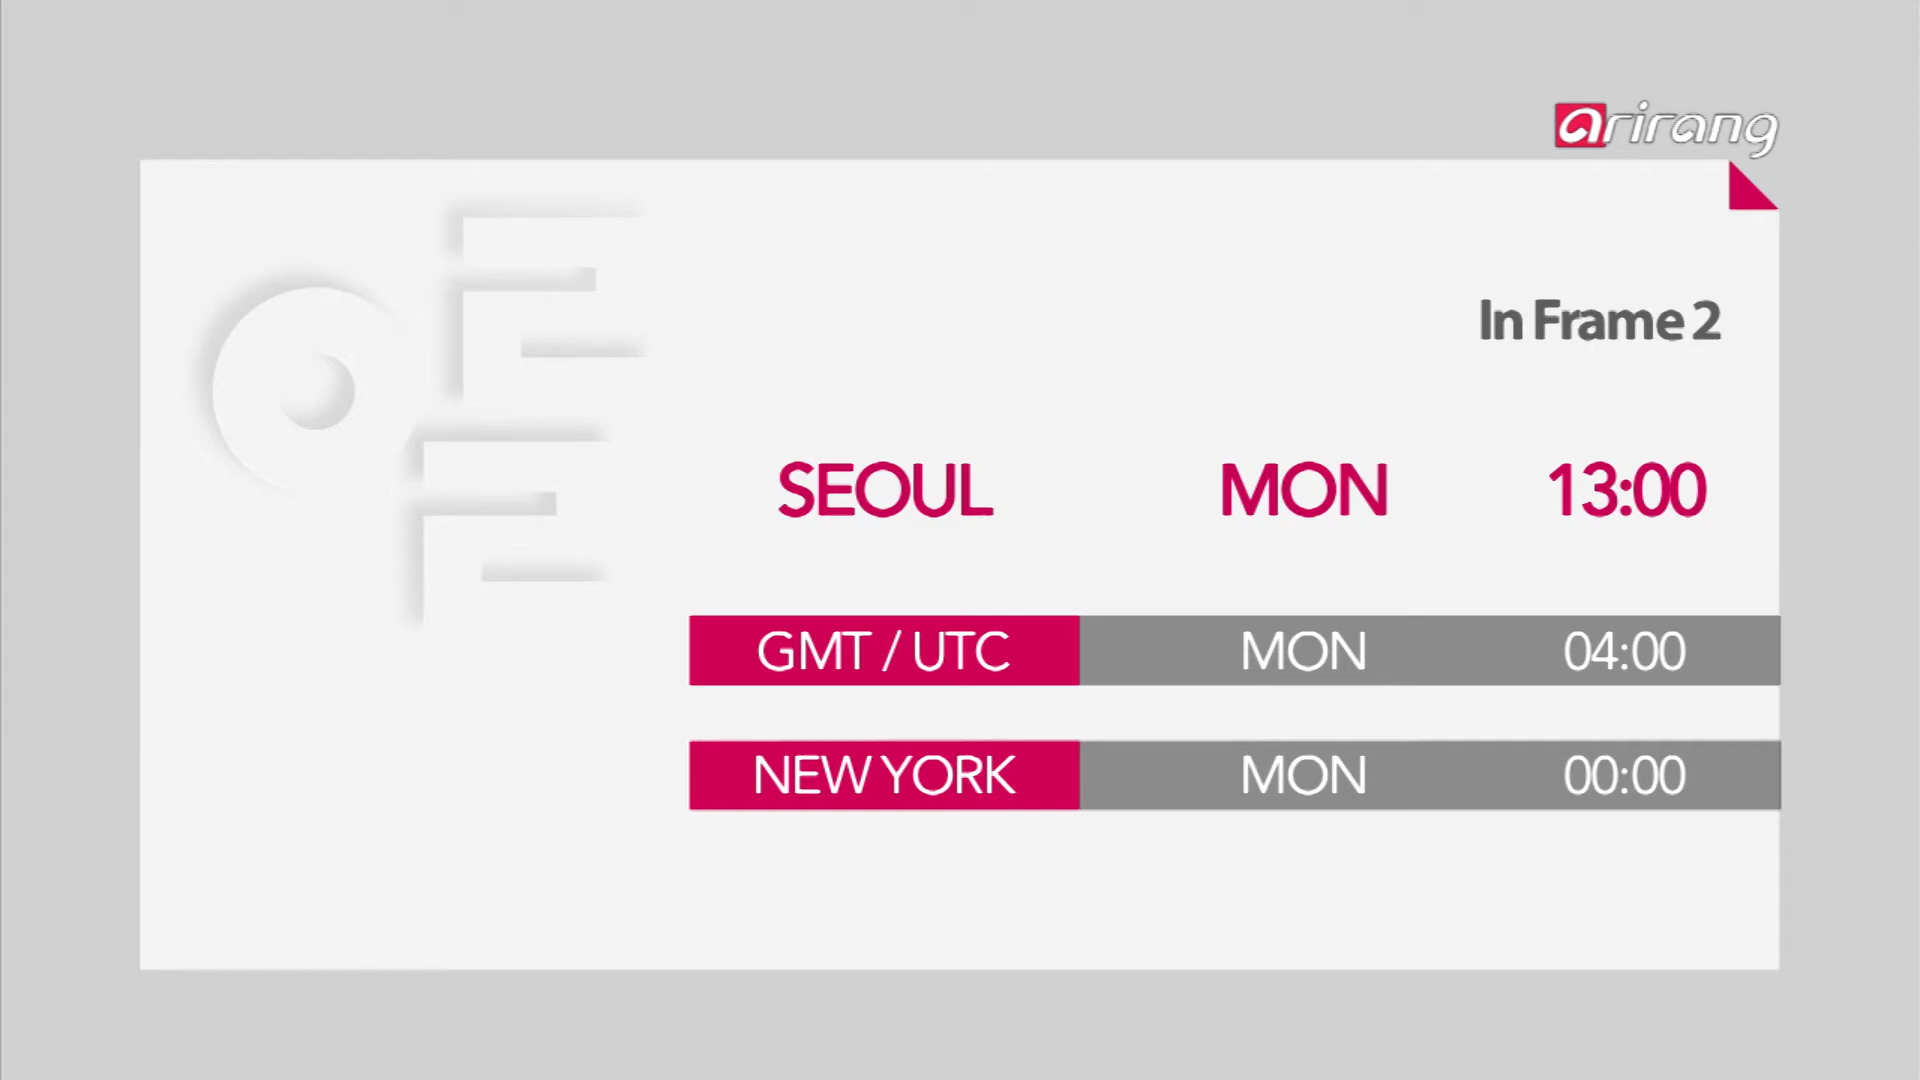 arirang
In Frame 2
SEOUL MON 13:00
GMT / UTC MON 04:00
NEW YORK MON 00:00